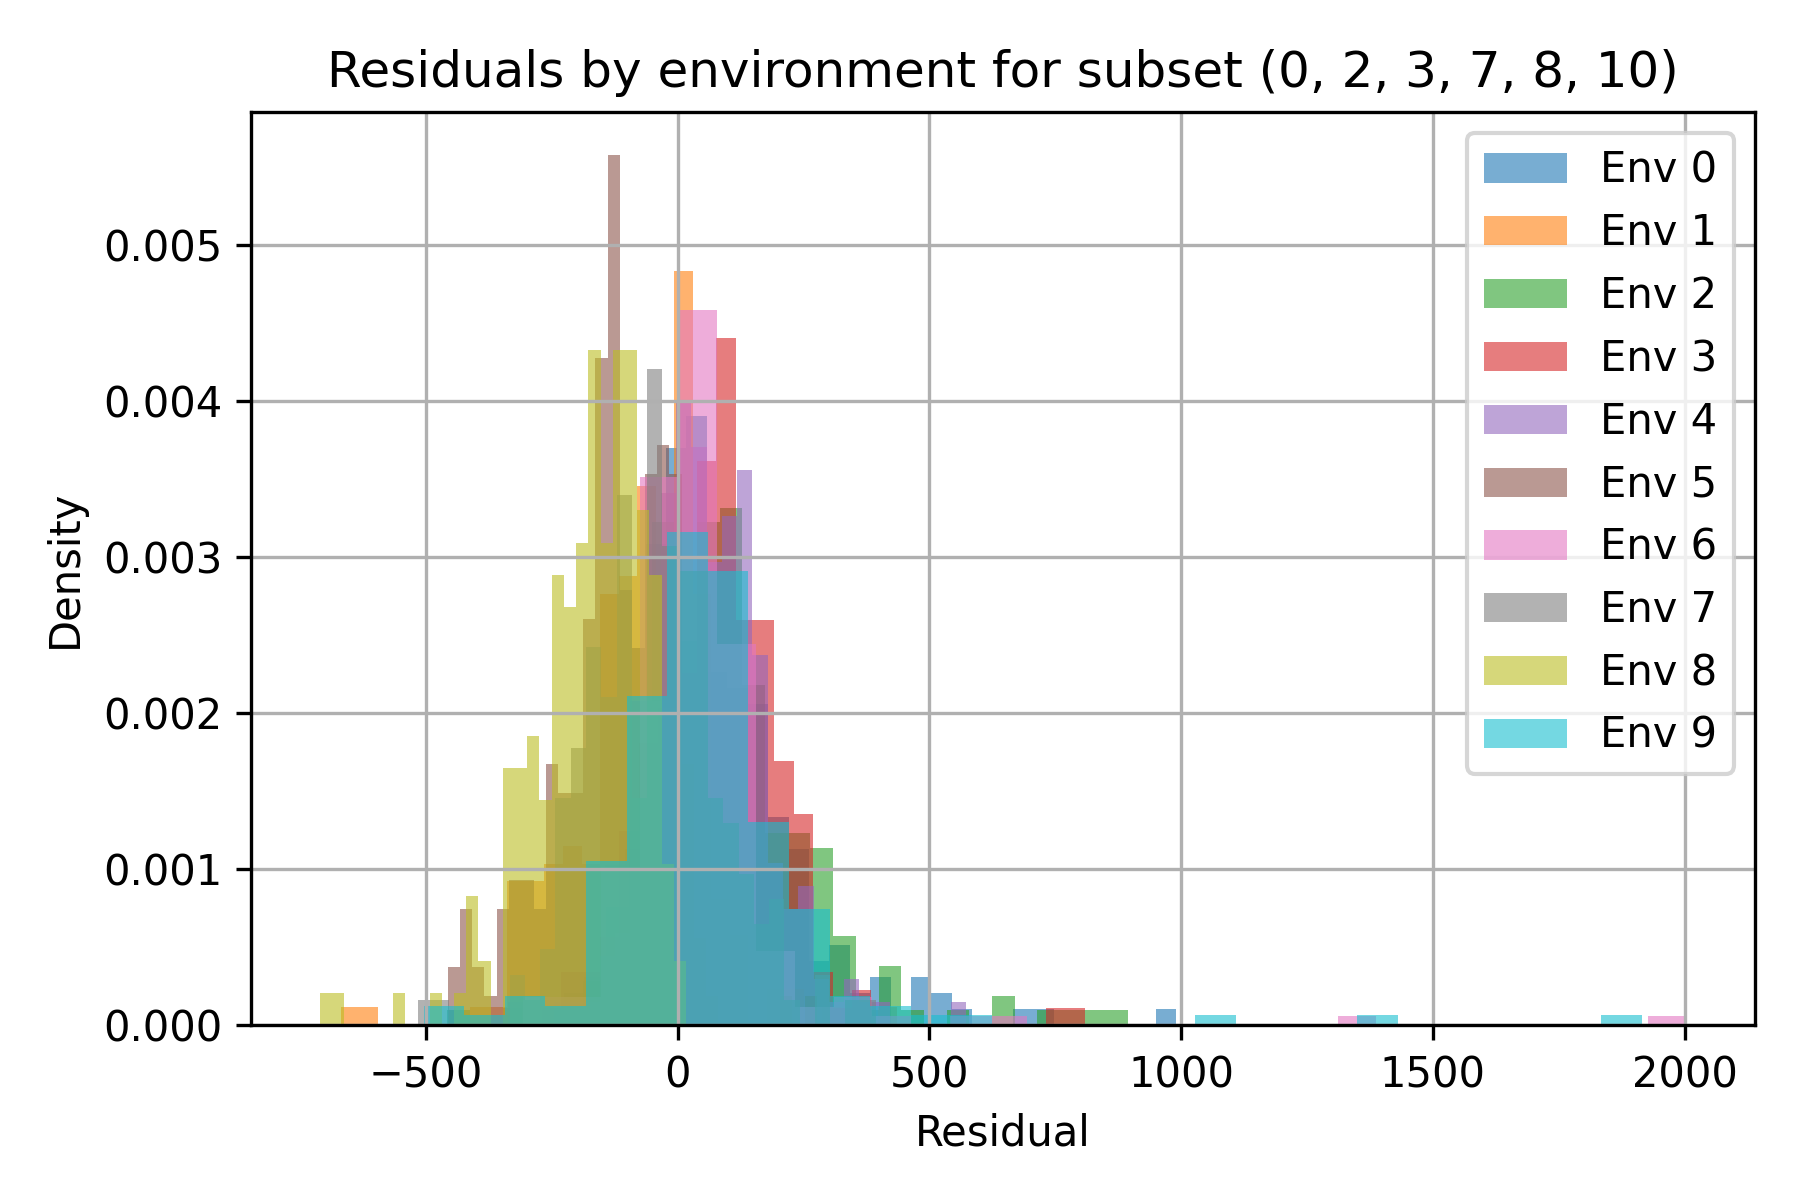 Residuals by environment for subset (0, 2, 3, 7, 8, 10)
Density
0.005
0.004
0.003
0.002
0.001
0.000
−500
0
500
1000
1500
2000
Residual
Env 0
Env 1
Env 2
Env 3
Env 4
Env 5
Env 6
Env 7
Env 8
Env 9